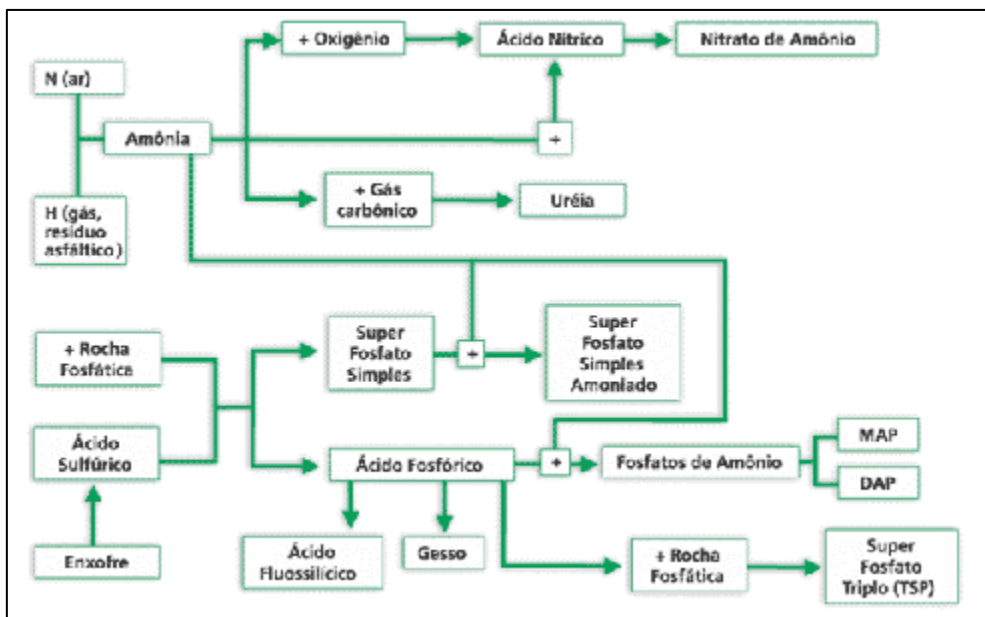 + Oxigênio
Ácido Nítrico
Nitrato de Amônio
N (ar)
Amônia
+
H (gás,
resíduo
asfáltico)
+ Gás
carbônico
Uréia
+ Rocha
Fosfática
Super
Fosfato
Simples
+
Super
Fosfato
Simples
Amoniado
Ácido
Sulfúrico
Ácido Fosfórico
+
Fosfatos de Amônio
MAP
DAP
Enxofre
Ácido
Fluossilícico
Gesso
+ Rocha
Fosfática
Super
Fosfato
Triplo (TSP)